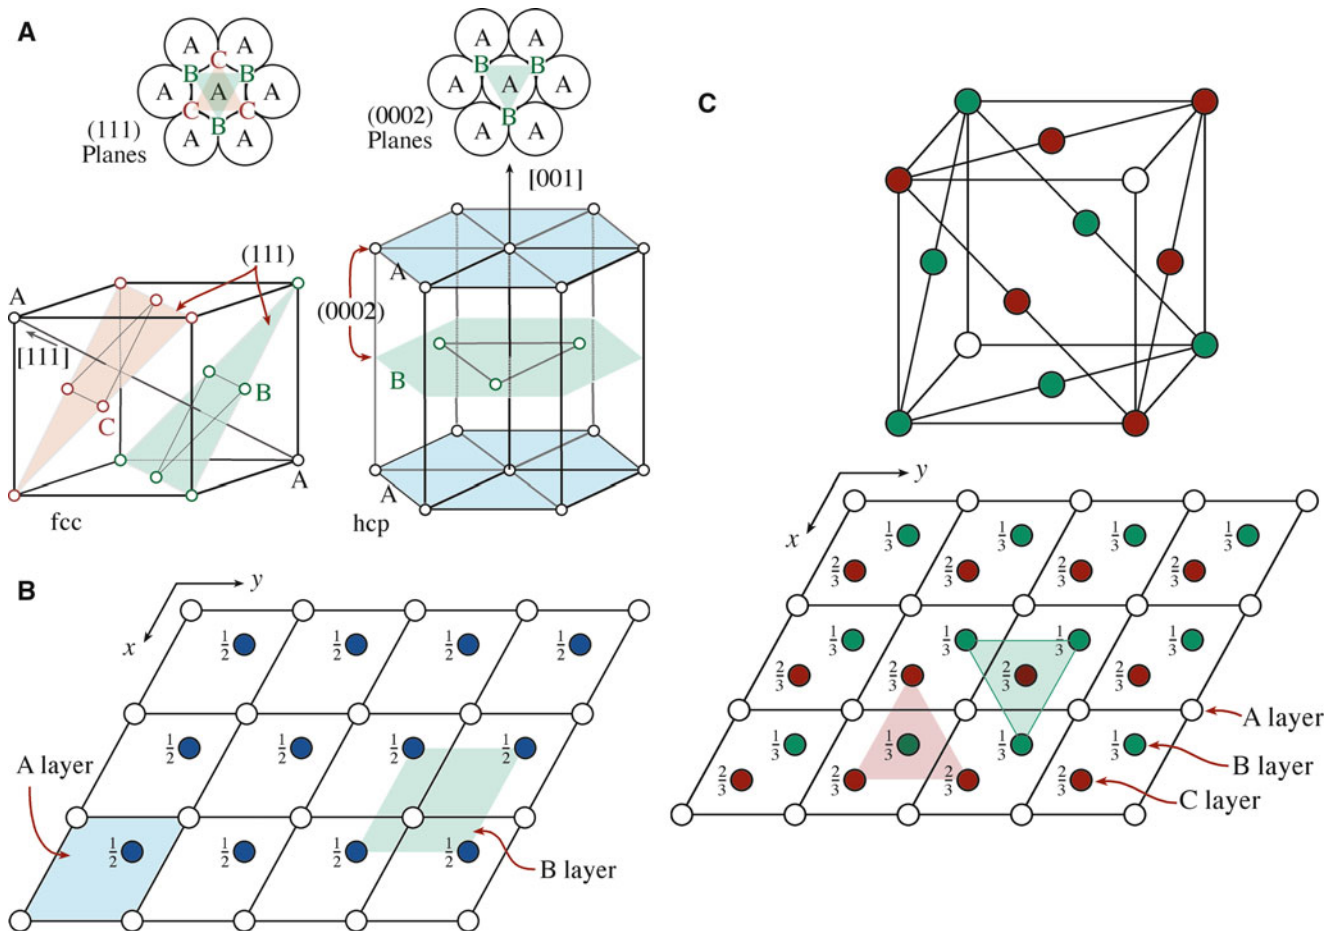 A
A A
C
B B
A A A
C C
B
A A
(111)
Planes
A A
B B
A A A
(0002)
Planes
B
A A
[001]
(111)
A
[111]
B
C
A
fcc
A
(0002)
B
A
hcp
B
y
x
1/2 1/2 1/2 1/2
1/2 1/2 1/2 1/2
A layer
1/2 1/2 1/2 1/2
B layer
C
y
x
1/3 1/3 1/3 1/3
2/3 2/3 2/3 2/3
1/3 1/3 1/3 1/3
2/3 2/3 2/3 2/3
A layer
1/3 1/3 1/3 1/3
B layer
2/3 2/3 2/3 2/3
C layer